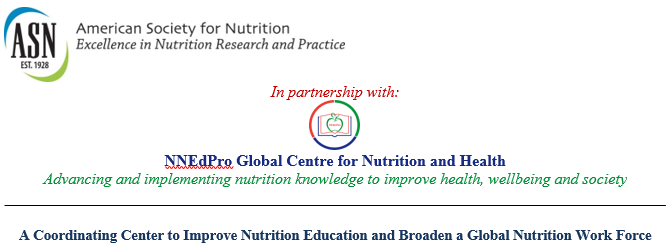 ASN
EST. 1928
American Society for Nutrition
Excellence in Nutrition Research and Practice
In partnership with:
NNEdPro Global Centre for Nutrition and Health
Advancing and implementing nutrition knowledge to improve health, wellbeing and society
A Coordinating Center to Improve Nutrition Education and Broaden a Global Nutrition Work Force